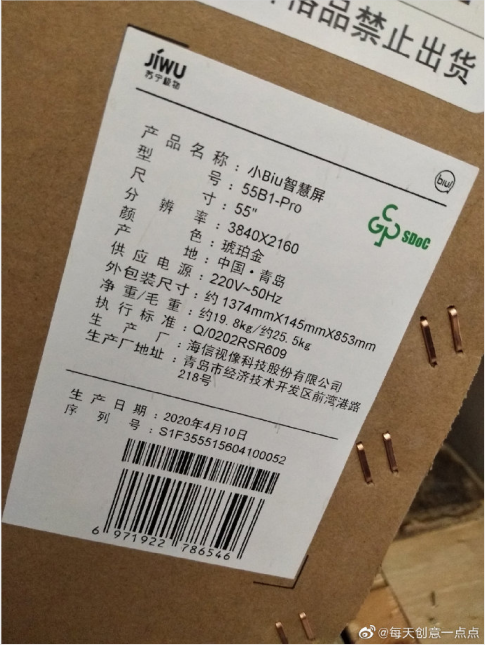 格品禁止出货
JİWU
苏宁极物
biu
产品名称：小Biu智慧屏
型号：55B1-Pro
尺寸：55"
分辨率：3840X2160
颜色：琥珀金
产地：中国·青岛
供应电源：220V~50Hz
外包装尺寸：约1374mmX145mmX853mm
净重/毛重：约19.8kg/约25.5kg
执行标准：Q/0202RSR609
生产厂：海信视像科技股份有限公司
生产厂地址：青岛市经济技术开发区前湾港路
218号
CGP SDoC
生产日期：2020年4月10日
序列号：S1F355515604100052
6 971922 786546
@每天创意一点点